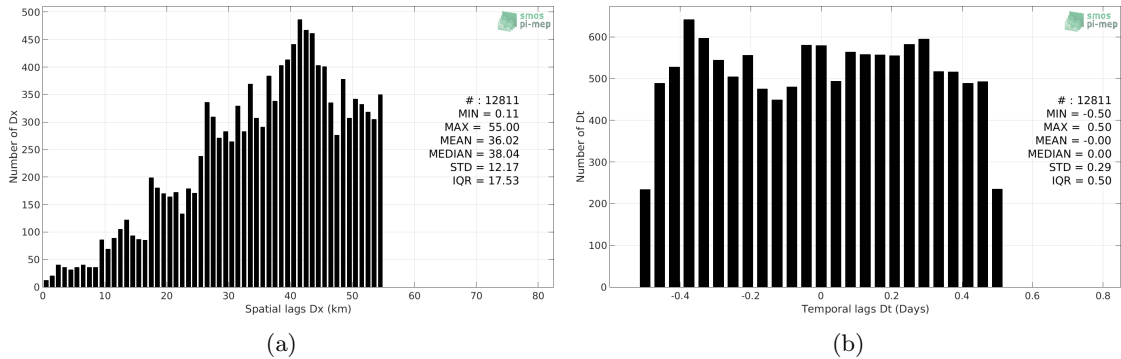 500
450
400
350
300
250
200
150
100
50
0
Number of Dx
0 10 20 30 40 50 60 70 80
Spatial lags Dx (km)
smos
pi-mep
# : 12811
MIN = 0.11
MAX = 55.00
MEAN = 36.02
MEDIAN = 38.04
STD = 12.17
IQR = 17.53
(a)
600
500
400
300
200
100
0
Number of Dt
-0.4 -0.2 0 0.2 0.4 0.6 0.8
Temporal lags Dt (Days)
smos
pi-mep
# : 12811
MIN = -0.50
MAX = 0.50
MEAN = -0.00
MEDIAN = 0.00
STD = 0.29
IQR = 0.50
(b)